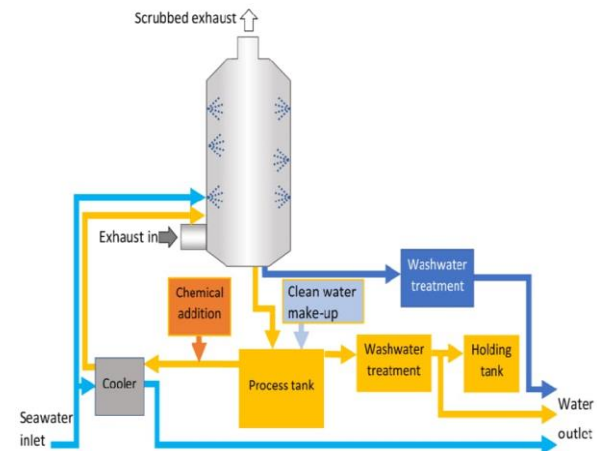 Scrubbed exhaust
Exhaust in
Washwater
treatment
Chemical
addition
Clean water
make-up
Washwater
treatment
Holding
tank
Cooler
Process tank
Seawater
inlet
Water
outlet